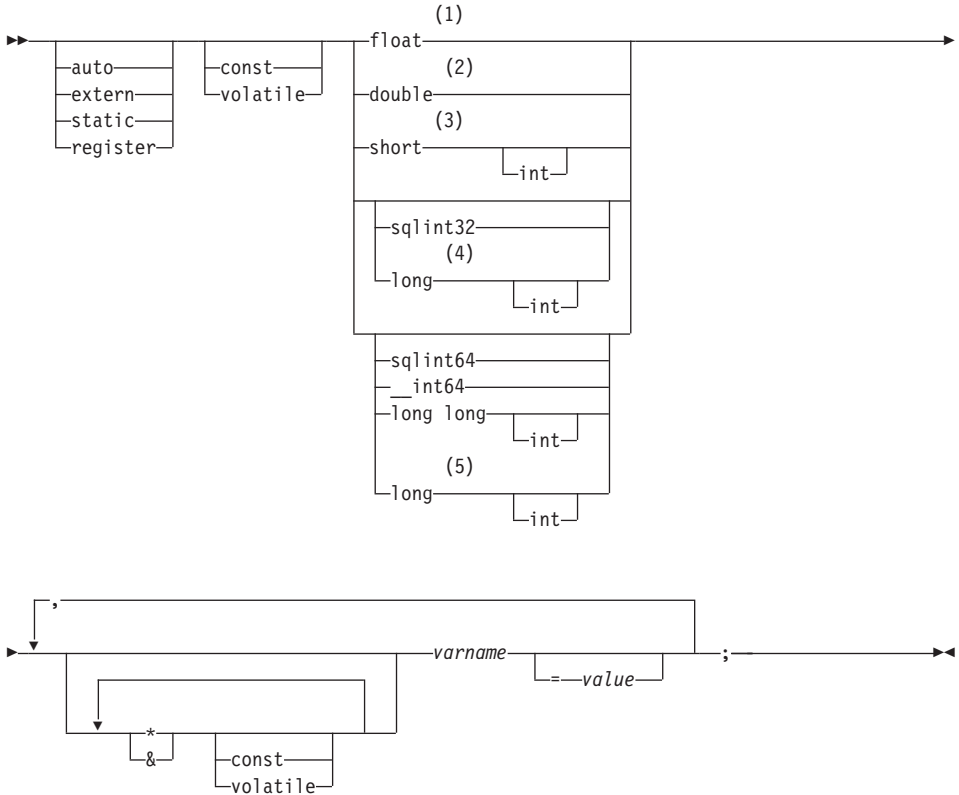 (1)
float
auto const (2)
extern volatile double
static (3)
register short
int
sqlint32
(4)
long
int
sqlint64
__int64
long long
int
(5)
long
int
,
varname ;
= value
*
& const
volatile